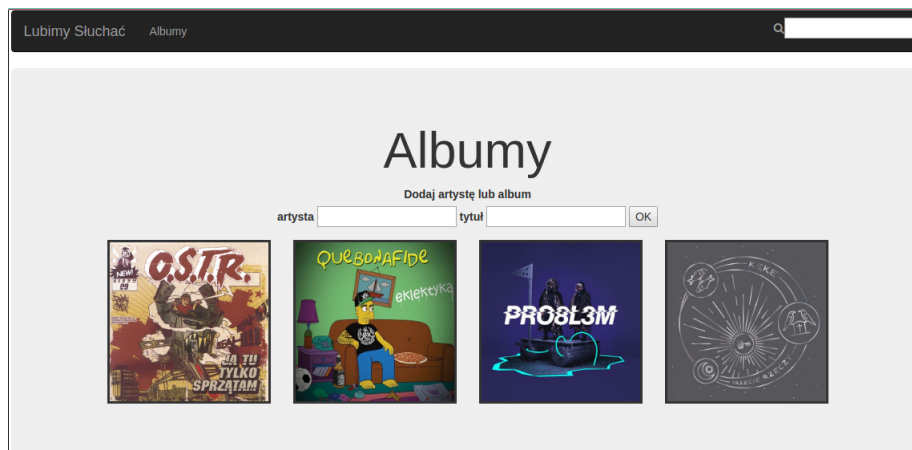 Lubimy Słuchać Albumy
Albumy
Dodaj artystę lub album
artysta tytuł OK
O.S.T.R.
NEW!
JA TU
TYLKO
SPRZĄTAM
QUEBONAFIDE
eklektyka
PRO8L3M
KĘKĘ
TRZECIE RZECZY